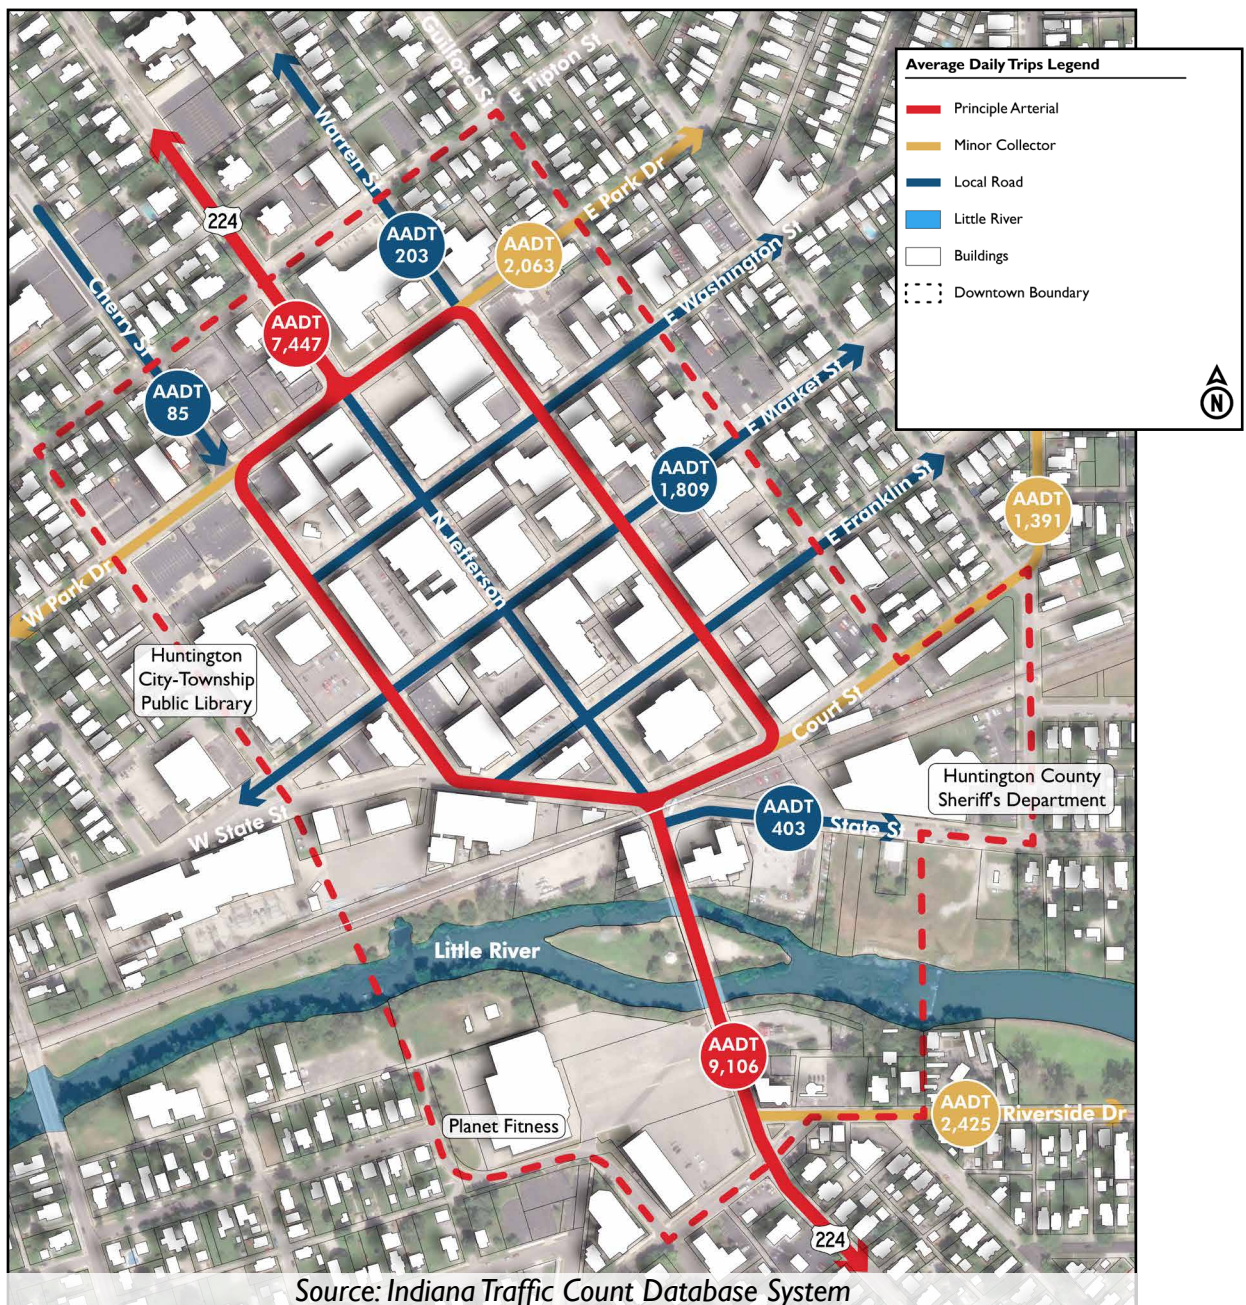 Guilford St
E Tipton St
Warren St
224
Cherry St
AADT
203
AADT
2,063
E Park Dr
E Washington St
AADT
7,447
AADT
85
E Market St
AADT
1,809
E Franklin St
N Jefferson
AADT
1,391
W Park Dr
Huntington
City-Township
Public Library
Court St
Huntington County
Sheriff's Department
W State St
AADT
403
State St
Little River
AADT
9,106
AADT
2,425
Riverside Dr
Planet Fitness
224
Average Daily Trips Legend
Principle Arterial
Minor Collector
Local Road
Little River
Buildings
Downtown Boundary
N
Source: Indiana Traffic Count Database System